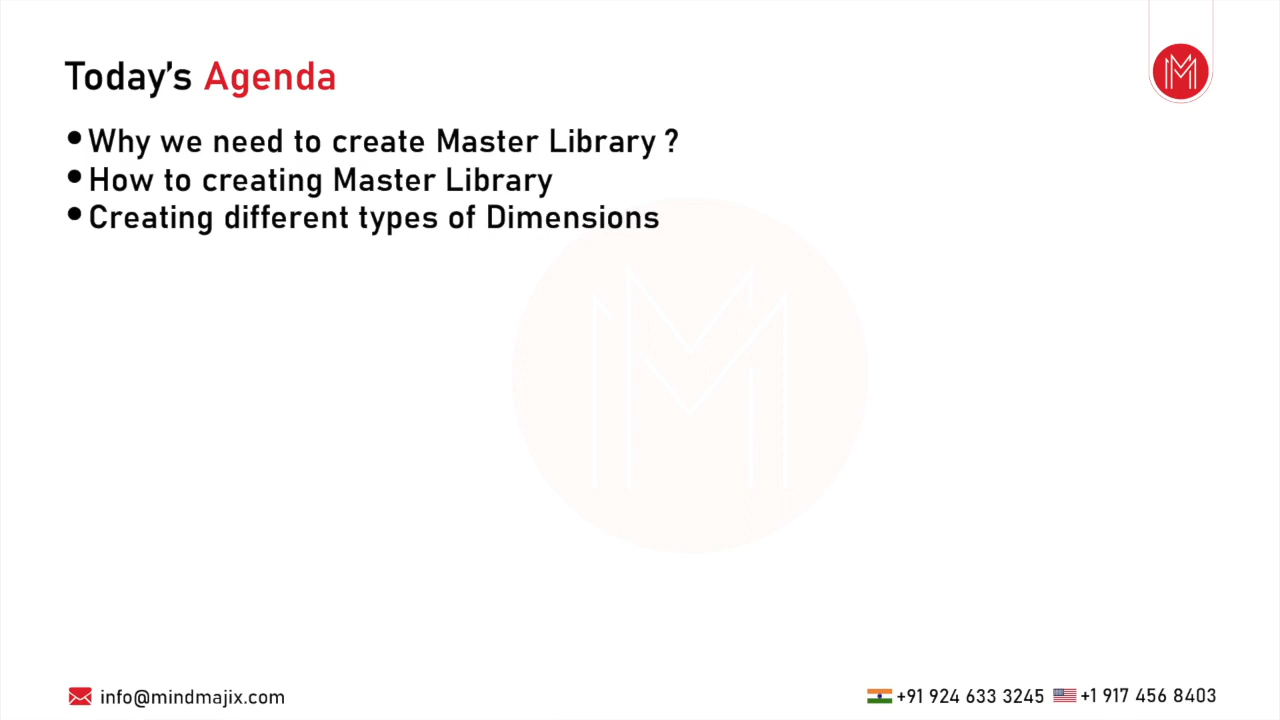 Today's Agenda
•Why we need to create Master Library ?
•How to creating Master Library
•Creating different types of Dimensions
info@mindmajix.com
+91 924 633 3245
+1 917 456 8403